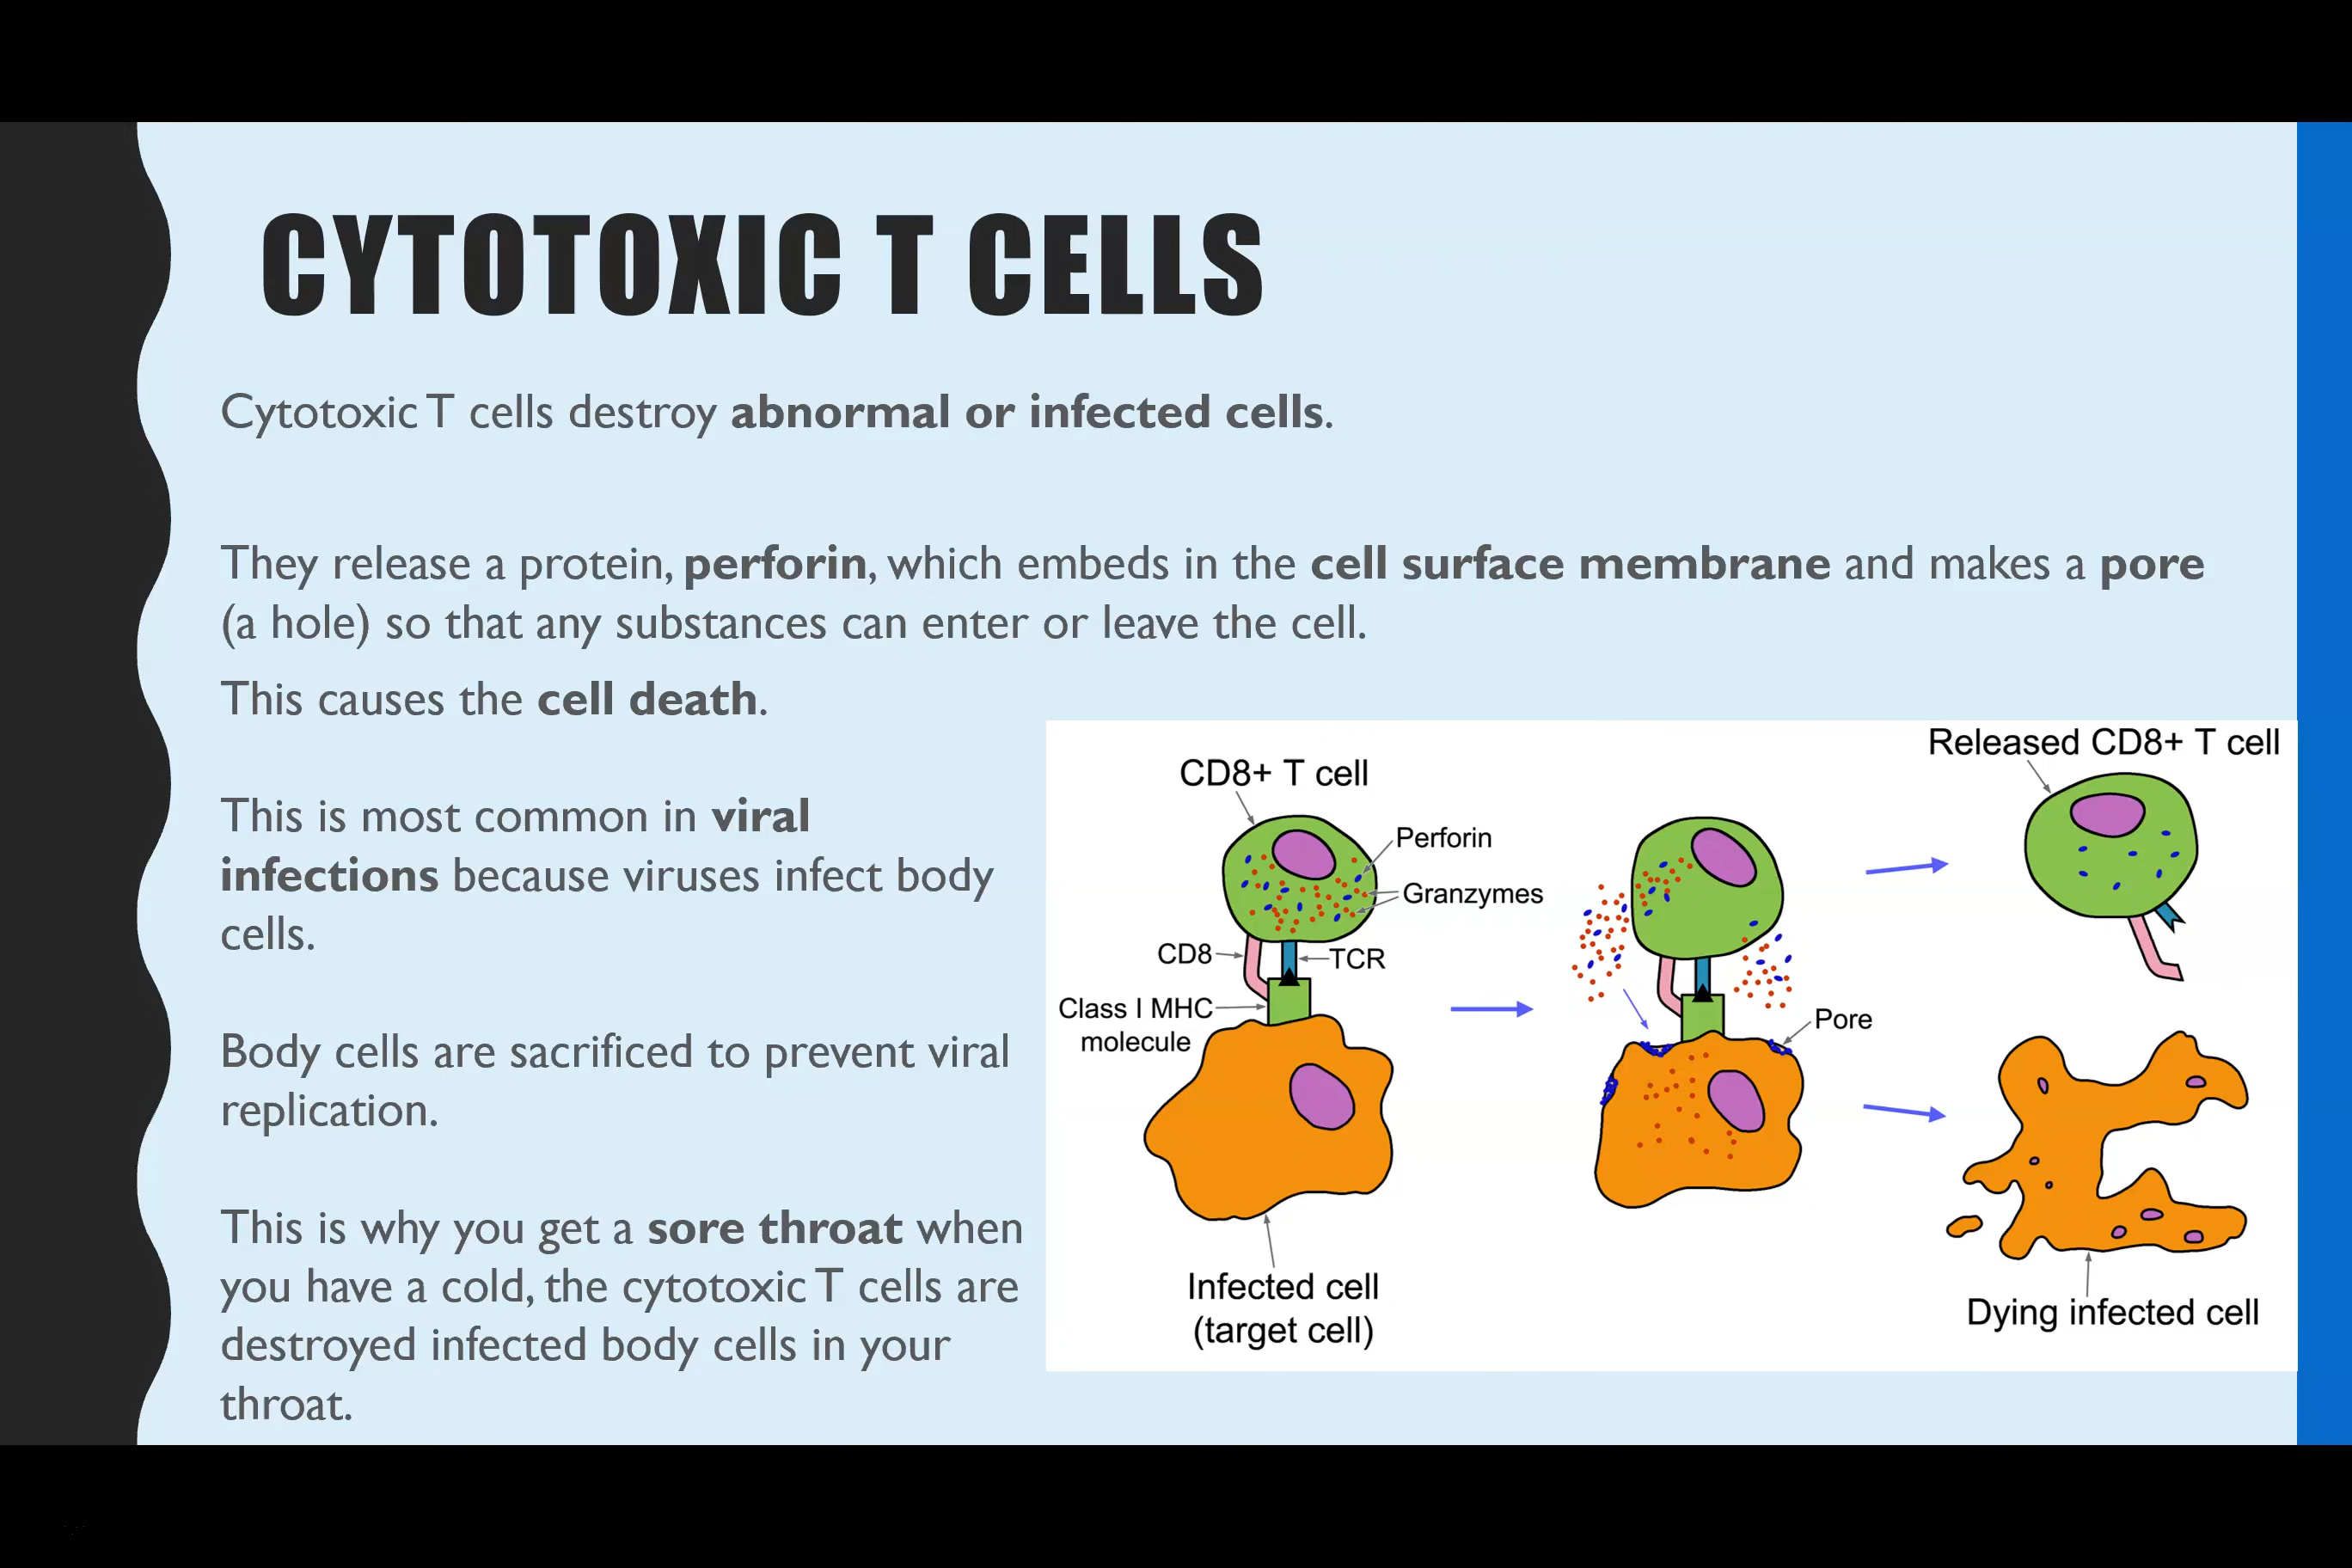 CYTOTOXIC T CELLS
Cytotoxic T cells destroy abnormal or infected cells.
They release a protein, perforin, which embeds in the cell surface membrane and makes a pore
(a hole) so that any substances can enter or leave the cell.
This causes the cell death.
This is most common in viral
infections because viruses infect body
cells.
Body cells are sacrificed to prevent viral
replication.
This is why you get a sore throat when
you have a cold, the cytotoxic T cells are
destroyed infected body cells in your
throat.
CD8+ T cell
Perforin
Granzymes
CD8
TCR
Class I MHC
molecule
Infected cell
(target cell)
Pore
Released CD8+ T cell
Dying infected cell